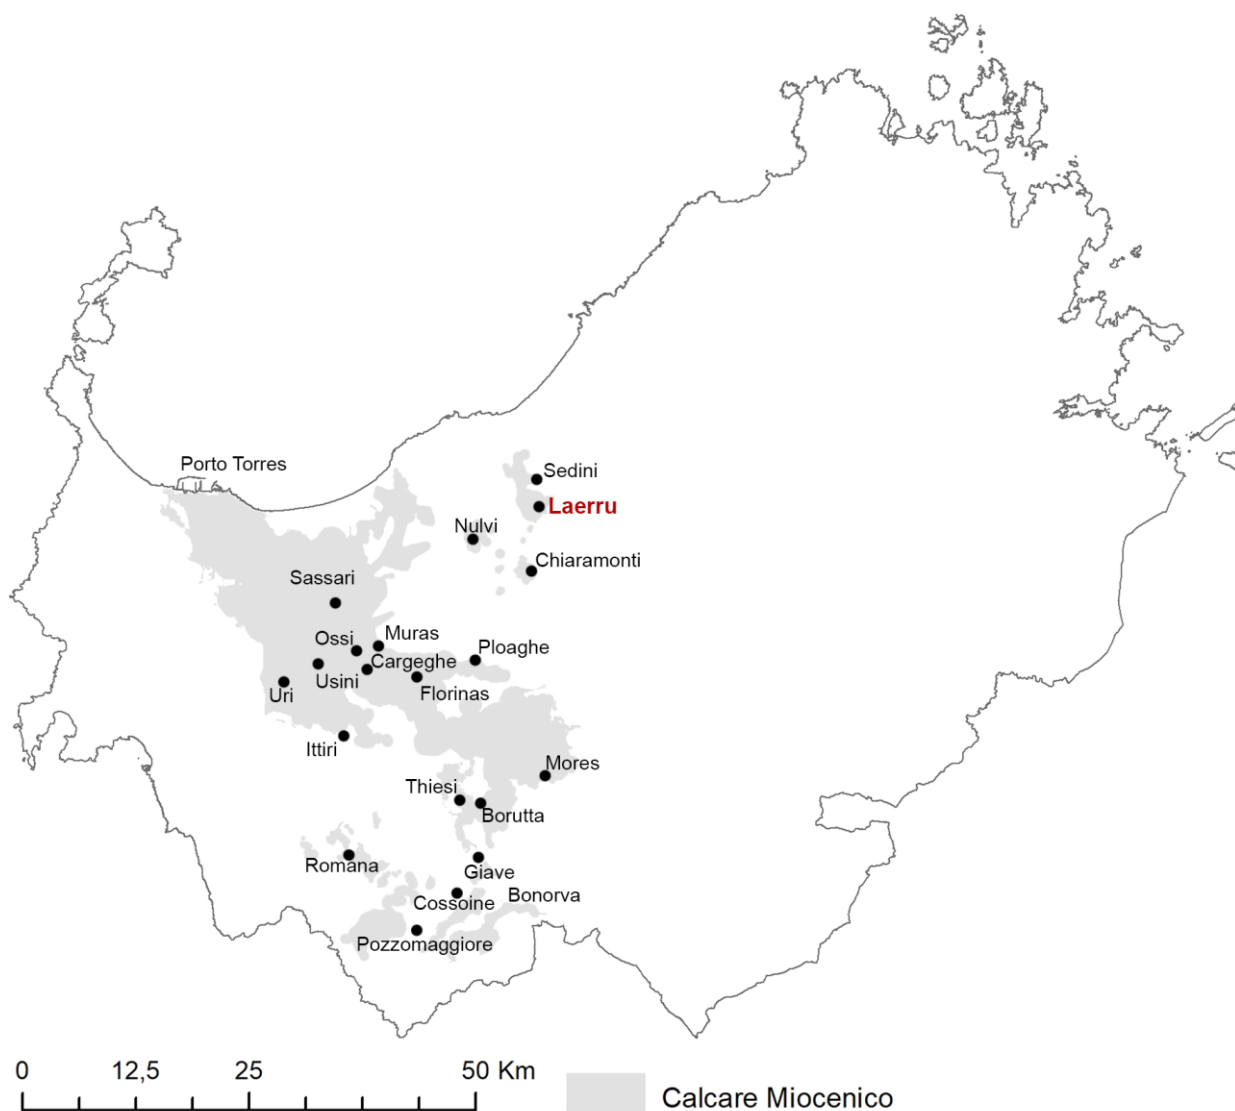 Porto Torres
Sedini
Laerru
Nulvi
Chiaramonti
Sassari
Ossi
Muras
Ploaghe
Cargeghe
Usini
Uri
Florinas
Ittiri
Mores
Thiesi
Borutta
Romana
Giave
Bonorva
Cossoine
Pozzomaggiore
0 12,5 25 50 Km
Calcare Miocenico